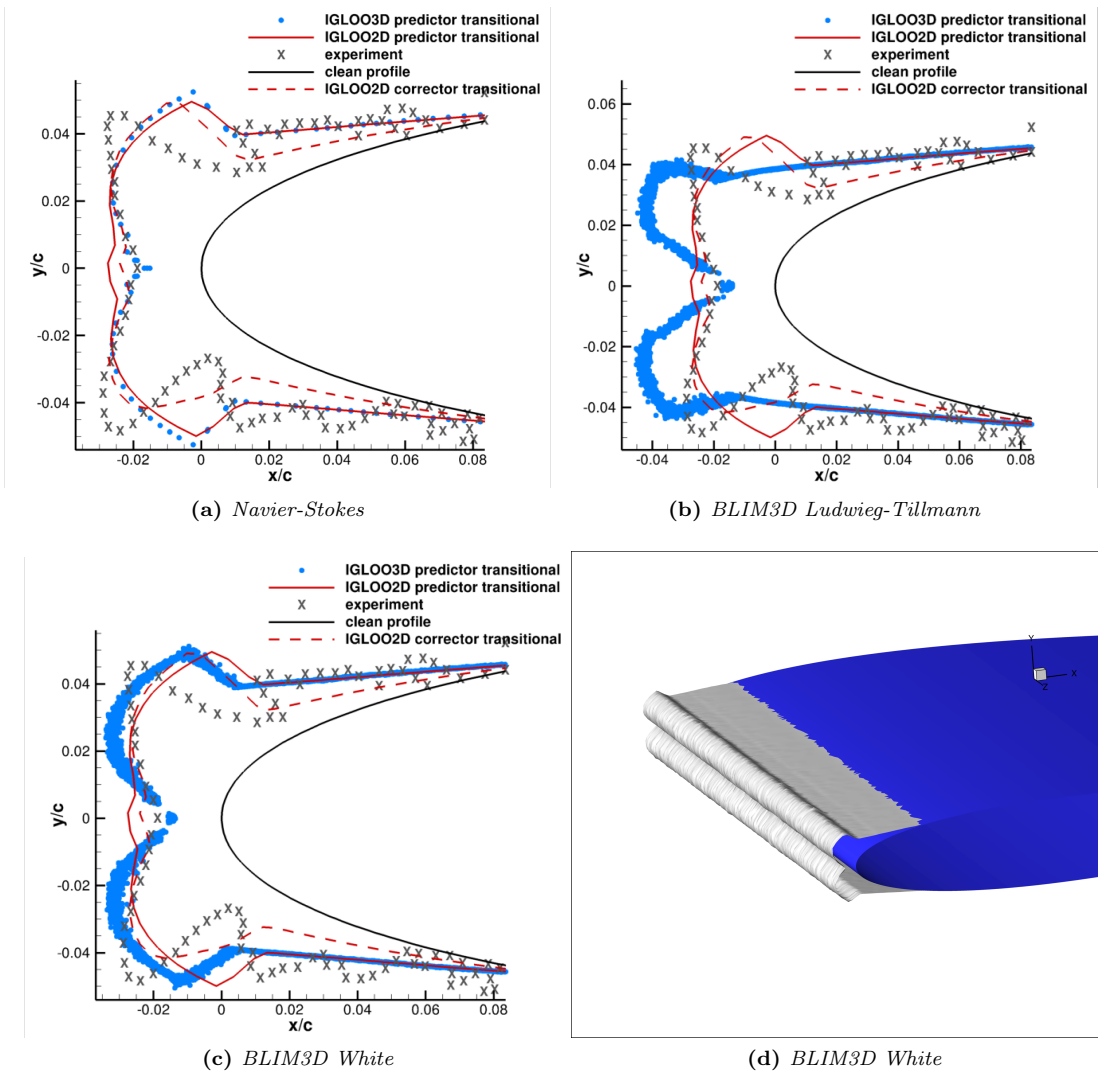 IGLOO3D predictor transitional
IGLOO2D predictor transitional
experiment
clean profile
IGLOO2D corrector transitional
0.04
0.02
0
-0.02
-0.04
y/c
-0.02
0
0.02
0.04
0.06
0.08
x/c
(a) Navier-Stokes
IGLOO3D predictor transitional
IGLOO2D predictor transitional
experiment
clean profile
IGLOO2D corrector transitional
0.06
0.04
0.02
0
-0.02
-0.04
y/c
-0.04
-0.02
0
0.02
0.04
0.06
0.08
x/c
(b) BLIM3D Ludwieg-Tillmann
IGLOO3D predictor transitional
IGLOO2D predictor transitional
experiment
clean profile
IGLOO2D corrector transitional
0.04
0.02
0
-0.02
-0.04
y/c
-0.02
0
0.02
0.04
0.06
0.08
x/c
(c) BLIM3D White
Y
X
Z
(d) BLIM3D White